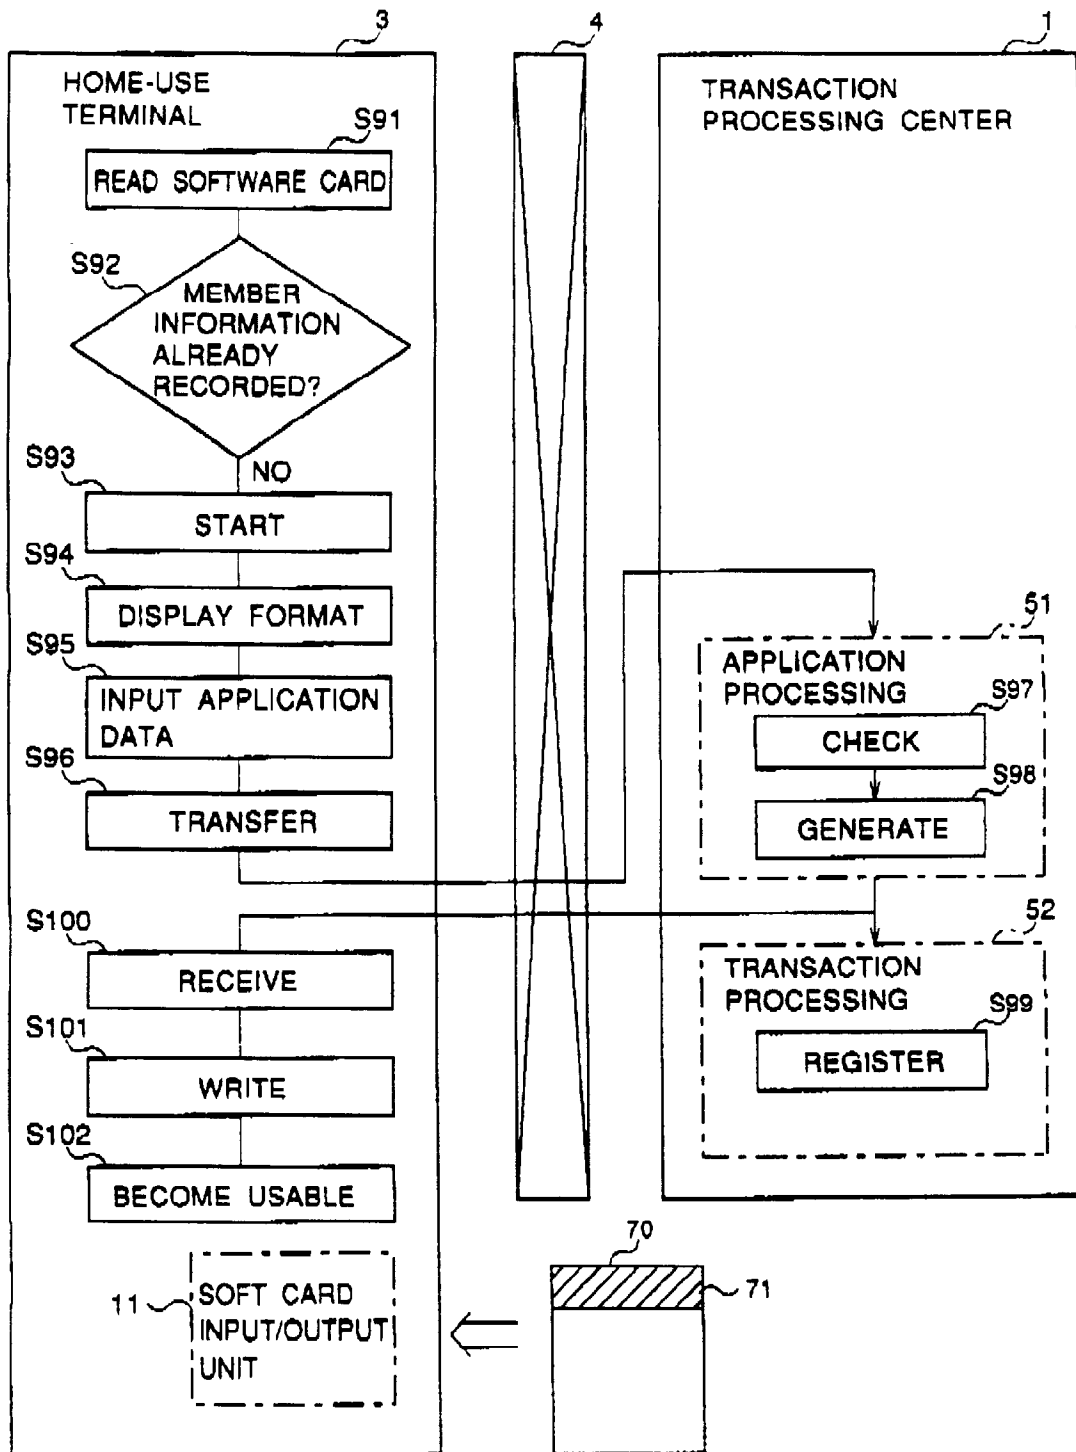 3
4
1
HOME-USE
TERMINAL
TRANSACTION
PROCESSING CENTER
S91
READ SOFTWARE CARD
S92
MEMBER
INFORMATION
ALREADY
RECORDED?
S93
NO
START
S94
DISPLAY FORMAT
S95
INPUT APPLICATION
DATA
S96
TRANSFER
51
APPLICATION
PROCESSING
S97
CHECK
S98
GENERATE
S100
RECEIVE
52
TRANSACTION
PROCESSING
S99
REGISTER
S101
WRITE
S102
BECOME USABLE
70
71
11
SOFT CARD
INPUT/OUTPUT
UNIT